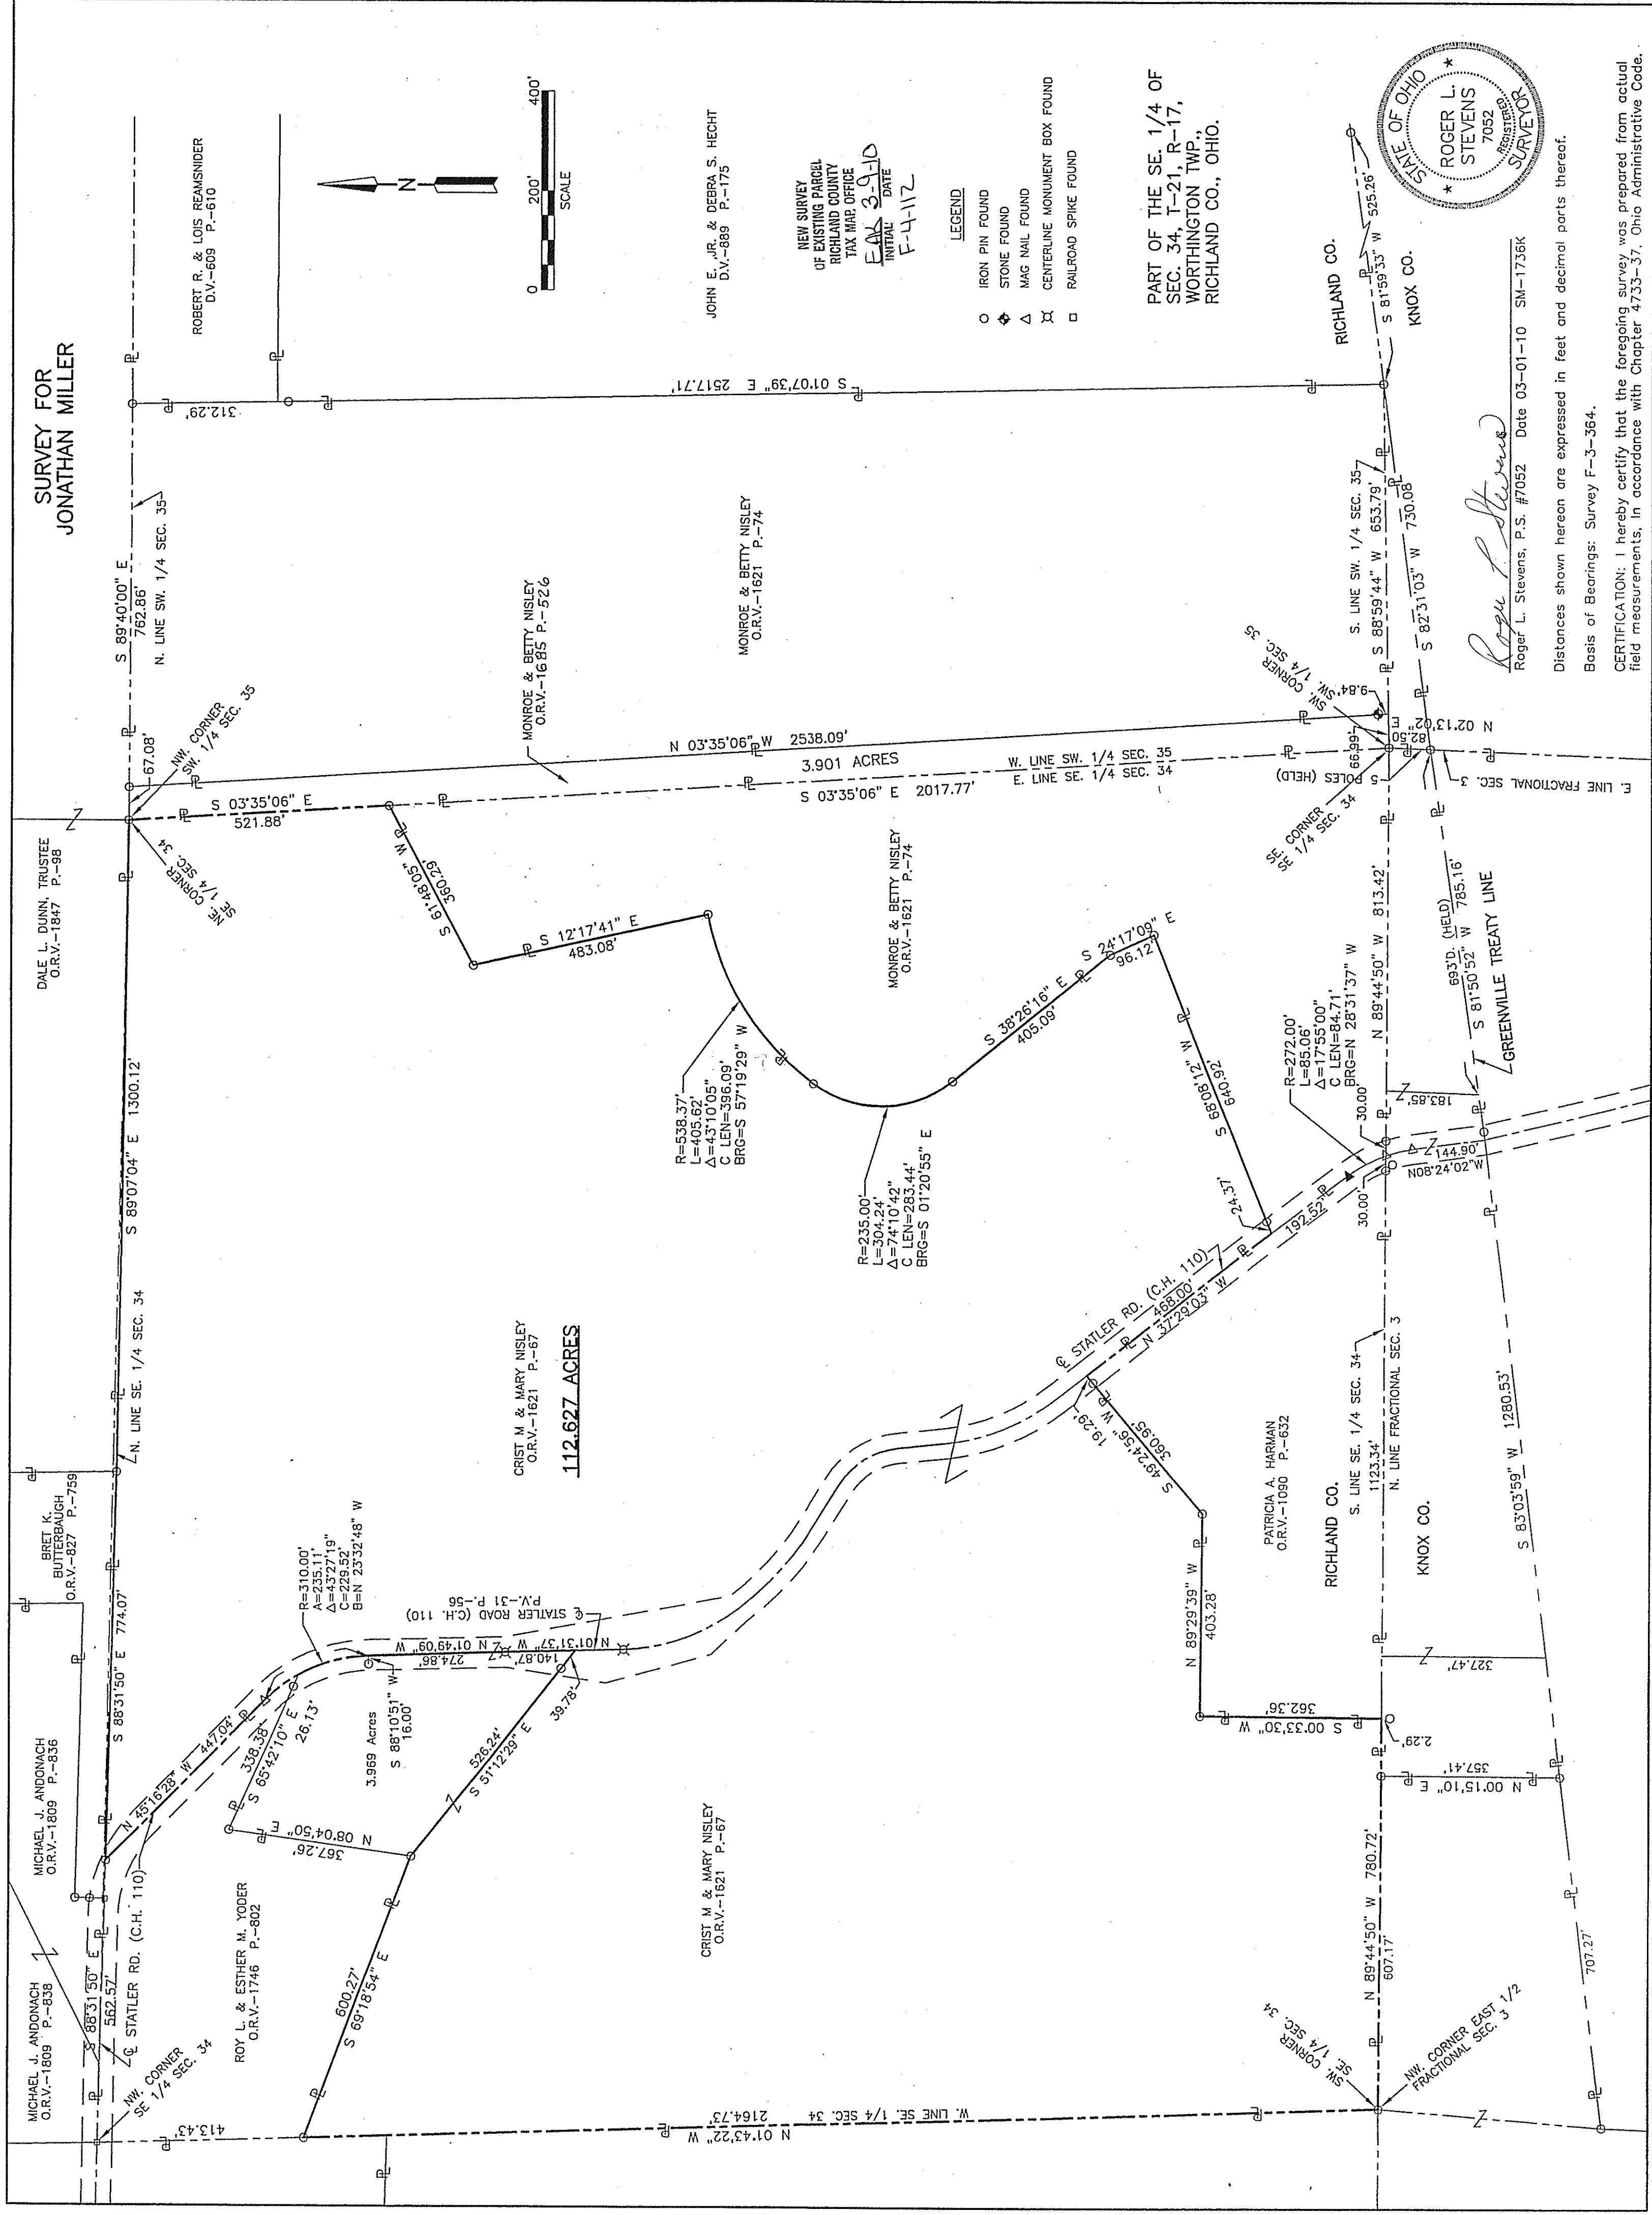 SURVEY FOR
JONATHAN MILLER
MICHAEL J. ANDONACH
O.R.V.-1809 P.-838
MICHAEL J. ANDONACH
O.R.V.-1809 P.-836
BRET K.
BUTTERBAUGH
O.R.V.-827 P.-759
DALE L. DUNN, TRUSTEE
O.R.V.-1847 P.-98
ROBERT R. & LOIS REAMSNIDER
D.V.-609 P.-610
S 88°31'50" E
562.57'
℄ STATLER RD. (C.H. 110)
NW. CORNER
SE 1/4 SEC. 34
413.43'
S 88°31'50" E 774.07'
N. LINE SE. 1/4 SEC. 34
S 89°07'04" E 1300.12'
NE. CORNER
SE 1/4 SEC. 34
67.08'
NW. CORNER
SW. 1/4 SEC. 35
S 89°40'00" E
762.86'
N. LINE SW. 1/4 SEC. 35
312.29'
N
0 200' 400'
SCALE
JOHN E. JR. & DEBRA S. HECHT
D.V.-889 P.-175
NEW SURVEY
OF EXISTING PARCEL
RICHLAND COUNTY
TAX MAP OFFICE
EAK 3-9-10
INITIAL DATE
F-4-112
LEGEND
IRON PIN FOUND
STONE FOUND
MAG NAIL FOUND
CENTERLINE MONUMENT BOX FOUND
RAILROAD SPIKE FOUND
PART OF THE SE. 1/4 OF
SEC. 34, T-21, R-17,
WORTHINGTON TWP.,
RICHLAND CO., OHIO.
N 45°16'28" W 447.04'
338.38'
S 65°42'10" E
26.13'
R=310.00'
A=235.11'
Δ=43°27'19"
C=229.52'
B=N 23°32'48" W
3.969 Acres
S 88°10'51" W
16.00'
274.86'
N 01°49'09" W
140.87'
N 01°31'37" W
℄ STATLER ROAD (C.H. 110)
P.V.-31 P.-56
39.78'
526.24'
S 51°12'29" E
367.26'
N 08°04'50" E
ROY L. & ESTHER M. YODER
O.R.V.-1746 P.-802
600.27'
S 69°18'54" E
CRIST M & MARY NISLEY
O.R.V.-1621 P.-67
112.627 ACRES
CRIST M & MARY NISLEY
O.R.V.-1621 P.-67
S 03°35'06" E
521.88'
S 61°48'05" W
360.29'
S 12°17'41" E
483.08'
R=538.37'
L=405.62'
Δ=43°10'05"
C LEN=396.09'
BRG=S 57°19'29" W
R=235.00'
L=304.24'
Δ=74°10'42"
C LEN=283.44'
BRG=S 01°20'55" E
S 38°26'16" E
405.09'
S 24°17'09" E
96.12'
S 68°08'12" W
640.92'
24.37'
MONROE & BETTY NISLEY
O.R.V.-1685 P.-526
MONROE & BETTY NISLEY
O.R.V.-1621 P.-74
MONROE & BETTY NISLEY
O.R.V.-1621 P.-74
N 03°35'06" W 2538.09'
3.901 ACRES
S 03°35'06" E 2017.77'
W. LINE SW. 1/4 SEC. 35
E. LINE SE. 1/4 SEC. 34
S 01°07'39" E 2517.71'
℄ STATLER RD. (C.H. 110)
468.00'
N 37°29'03" W
192.52'
19.29'
S 49°24'56" W
360.95'
N 89°29'39" W
403.28'
S 00°33'30" W
362.36'
2.29'
PATRICIA A. HARMAN
O.R.V.-1090 P.-632
R=272.00'
L=85.06'
Δ=17°55'00"
C LEN=84.71'
BRG=N 28°31'37" W
30.00'
30.00'
N 01°43'22" W 2164.73'
W. LINE SE. 1/4 SEC. 34
SW. CORNER
SE. 1/4 SEC. 34
NW. CORNER EAST 1/2
FRACTIONAL SEC. 3
N 89°44'50" W 780.72'
607.17'
N 00°15'10" E
357.41'
327.47'
RICHLAND CO.
S. LINE SE. 1/4 SEC. 34
1123.34'
N. LINE FRACTIONAL SEC. 3
KNOX CO.
N08°24'02"W
144.90'
183.85'
N 89°44'50" W 813.42'
SE. CORNER
SE 1/4 SEC. 34
5 POLES (HELD)
66.99'
SW. CORNER
SW. 1/4 SEC. 35
9.84'
82.50'
N 02°13'02" E
E. LINE FRACTIONAL SEC. 3
S. LINE SW. 1/4 SEC. 35
S 88°59'44" W 653.79'
S 82°31'03" W 730.08'
S 81°59'33" W 525.26'
RICHLAND CO.
KNOX CO.
707.27'
S 83°03'59" W 1280.53'
693'D. (HELD)
S 81°50'52" W 785.16'
GREENVILLE TREATY LINE
Roger L. Stevens
Roger L. Stevens, P.S. #7052 Date 03-01-10 SM-1736K
Distances shown hereon are expressed in feet and decimal parts thereof.
Basis of Bearings: Survey F-3-364.
CERTIFICATION: I hereby certify that the foregoing survey was prepared from actual
field measurements, In accordance with Chapter 4733-37, Ohio Administrative Code.
STATE OF OHIO
ROGER L.
STEVENS
7052
REGISTERED
SURVEYOR